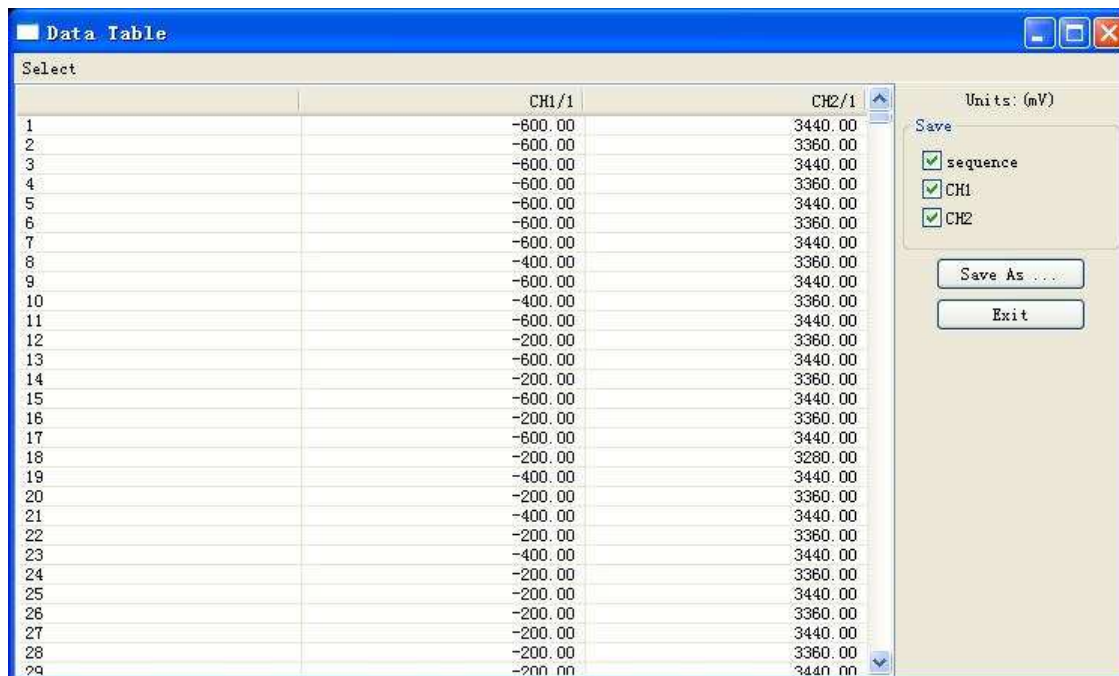 Data Table
Select
CH1/1 CH2/1
1 -600.00 3440.00
2 -600.00 3360.00
3 -600.00 3440.00
4 -600.00 3360.00
5 -600.00 3440.00
6 -600.00 3360.00
7 -600.00 3440.00
8 -400.00 3360.00
9 -600.00 3440.00
10 -400.00 3360.00
11 -600.00 3440.00
12 -200.00 3360.00
13 -600.00 3440.00
14 -200.00 3360.00
15 -600.00 3440.00
16 -200.00 3360.00
17 -600.00 3440.00
18 -200.00 3280.00
19 -400.00 3440.00
20 -200.00 3360.00
21 -400.00 3440.00
22 -200.00 3360.00
23 -400.00 3440.00
24 -200.00 3360.00
25 -200.00 3440.00
26 -200.00 3360.00
27 -200.00 3440.00
28 -200.00 3360.00
29 -200.00 3440.00
Units:(mV)
Save
sequence
CH1
CH2
Save As ...
Exit